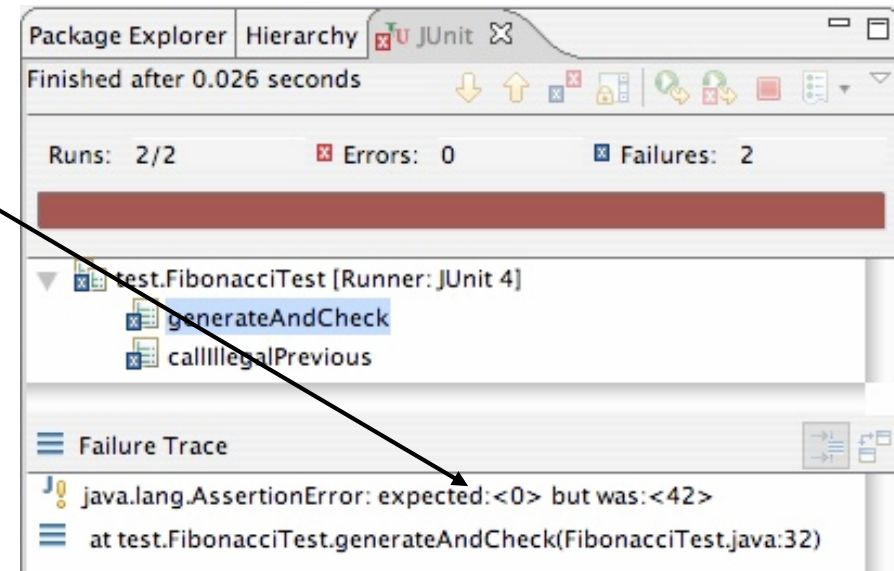 Package Explorer Hierarchy JUnit
Finished after 0.026 seconds
Runs: 2/2 Errors: 0 Failures: 2
test.FibonacciTest [Runner: JUnit 4]
generateAndCheck
callIllegalPrevious
Failure Trace
java.lang.AssertionError: expected:<0> but was:<42>
at test.FibonacciTest.generateAndCheck(FibonacciTest.java:32)